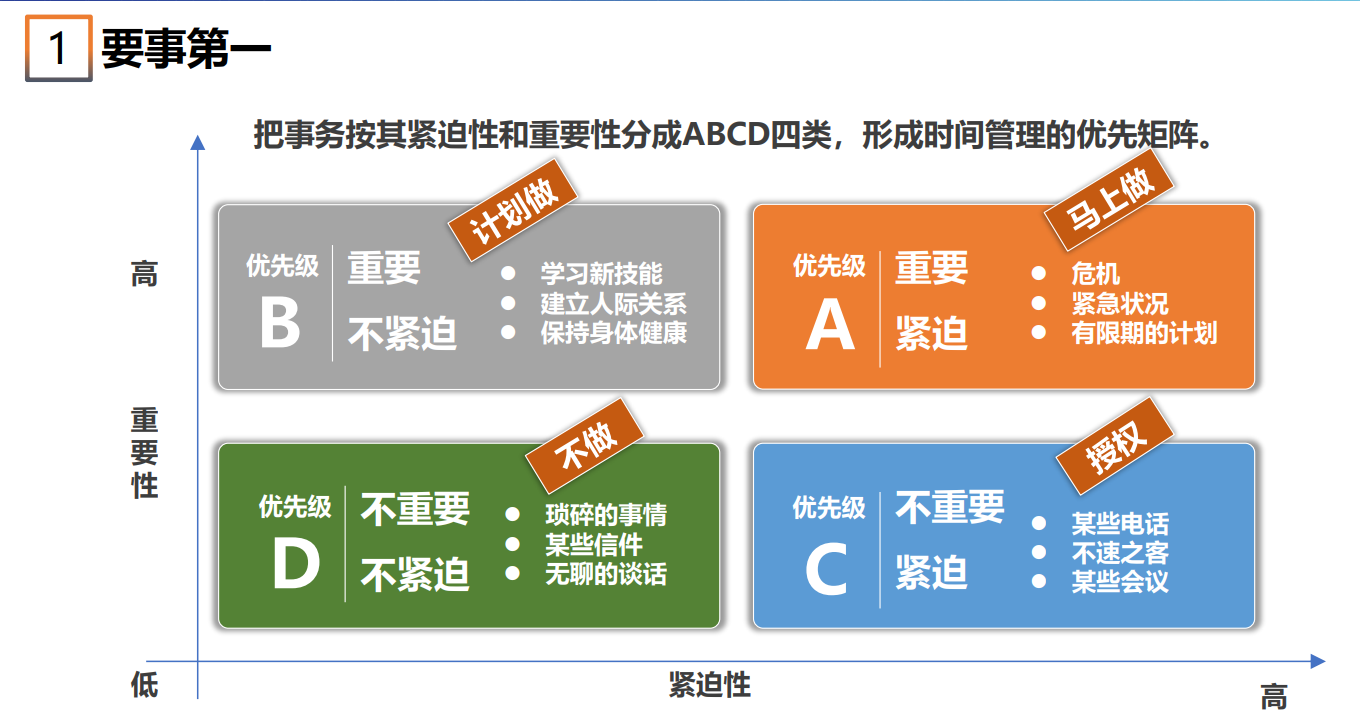 1 要事第一
把事务按其紧迫性和重要性分成ABCD四类，形成时间管理的优先矩阵。
高
重要性
低
紧迫性
高
计划做
优先级
B
重要
不紧迫
● 学习新技能
● 建立人际关系
● 保持身体健康
马上做
优先级
A
重要
紧迫
● 危机
● 紧急状况
● 有限期的计划
不做
优先级
D
不重要
不紧迫
● 琐碎的事情
● 某些信件
● 无聊的谈话
授权
优先级
C
不重要
紧迫
● 某些电话
● 不速之客
● 某些会议